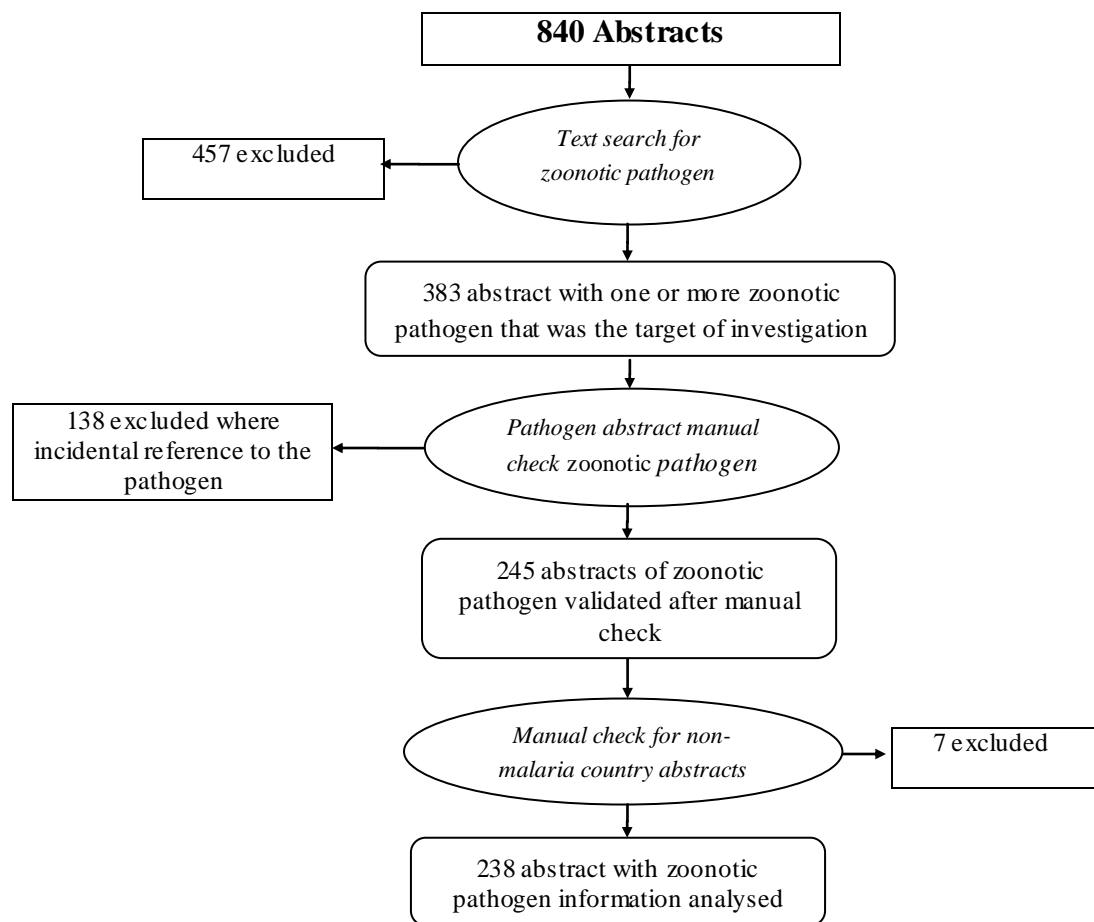 840 Abstracts
Text search for
zoonotic pathogen
457 excluded
383 abstract with one or more zoonotic
pathogen that was the target of investigation
138 excluded where
incidental reference to the
pathogen
Pathogen abstract manual
check zoonotic pathogen
245 abstracts of zoonotic
pathogen validated after manual
check
Manual check for non-
malaria country abstracts
7 excluded
238 abstract with zoonotic
pathogen information analysed